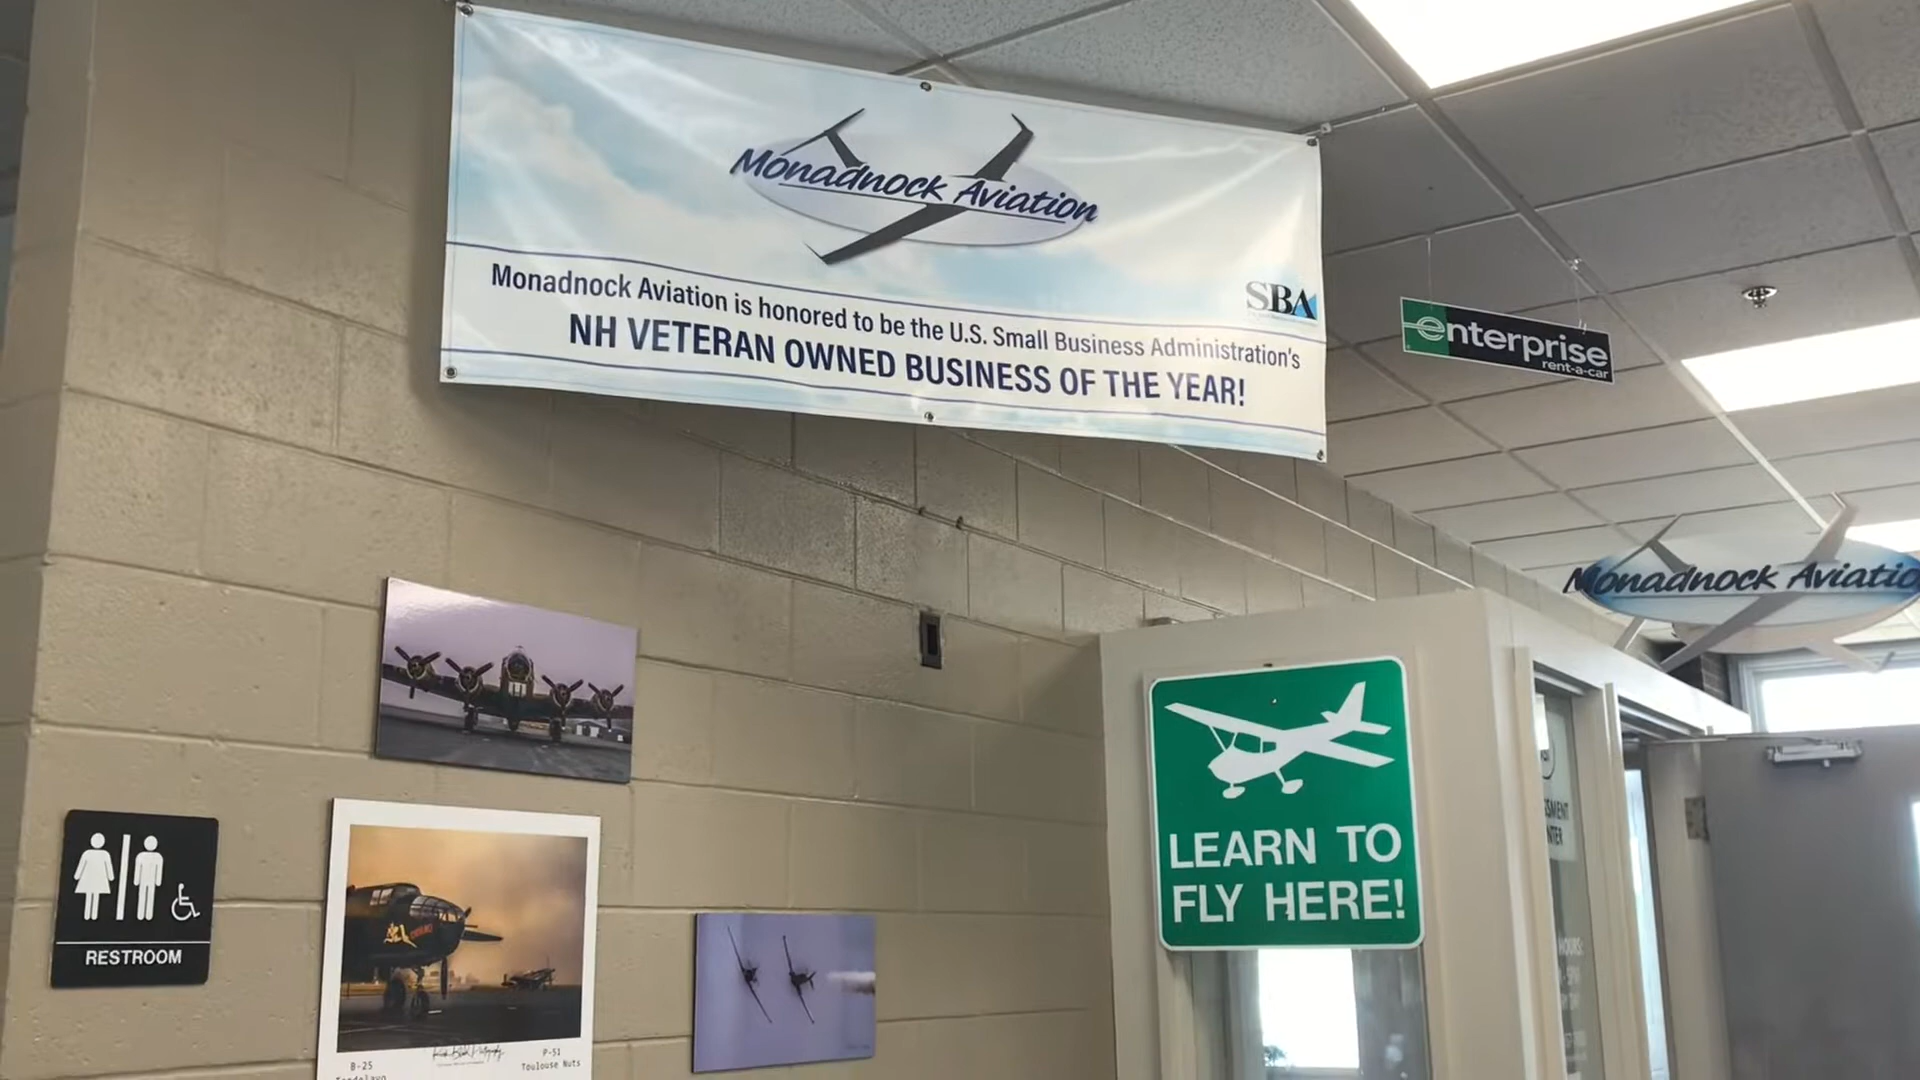 Monadnock Aviation
SBA
Monadnock Aviation is honored to be the U.S. Small Business Administration's
NH VETERAN OWNED BUSINESS OF THE YEAR!
enterprise
rent-a-car
Monadnock Aviatio
LEARN TO
FLY HERE!
RESTROOM
B-25
P-51
Toulouse Nuts